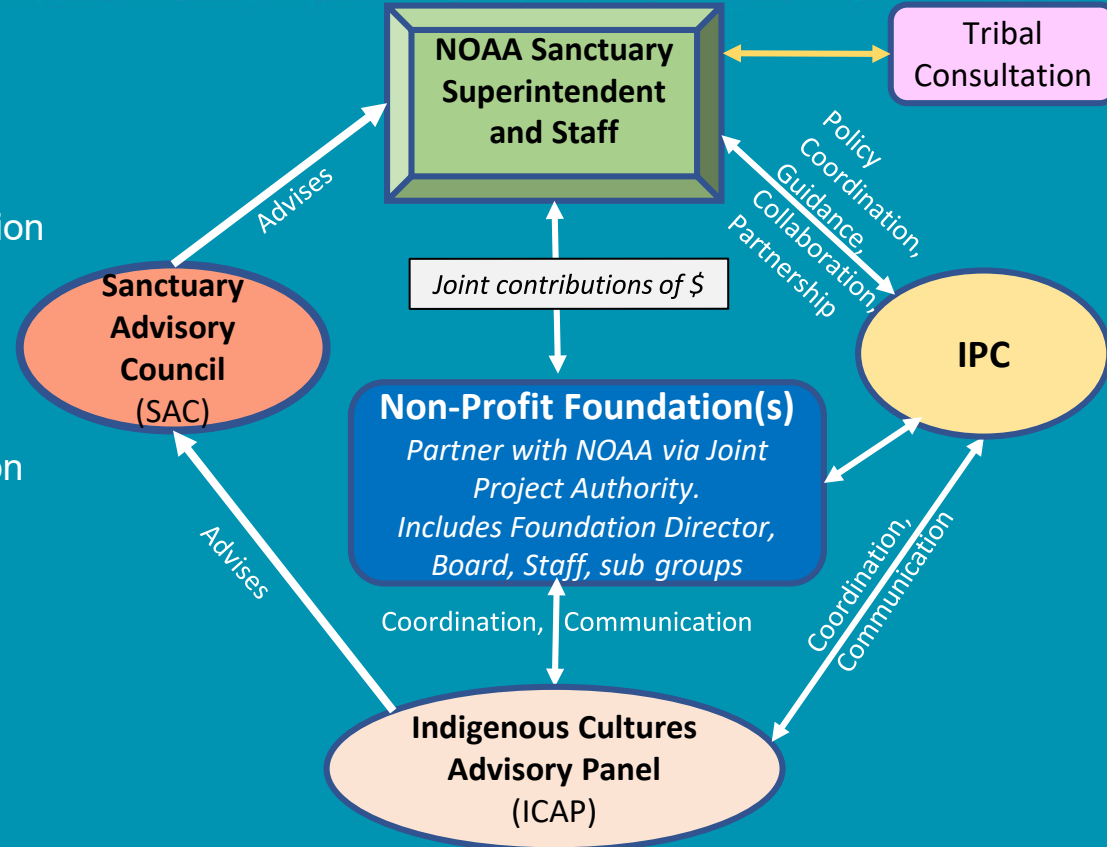 NOAA Sanctuary
Superintendent
and Staff
Tribal
Consultation
Advises
Policy
Coordination,
Guidance,
Collaboration,
Partnership
Joint contributions of $
Sanctuary
Advisory
Council
(SAC)
IPC
Non-Profit Foundation(s)
Partner with NOAA via Joint
Project Authority.
Includes Foundation Director,
Board, Staff, sub groups
Advises
Coordination, Communication
Coordination,
Communication
Indigenous Cultures
Advisory Panel
(ICAP)